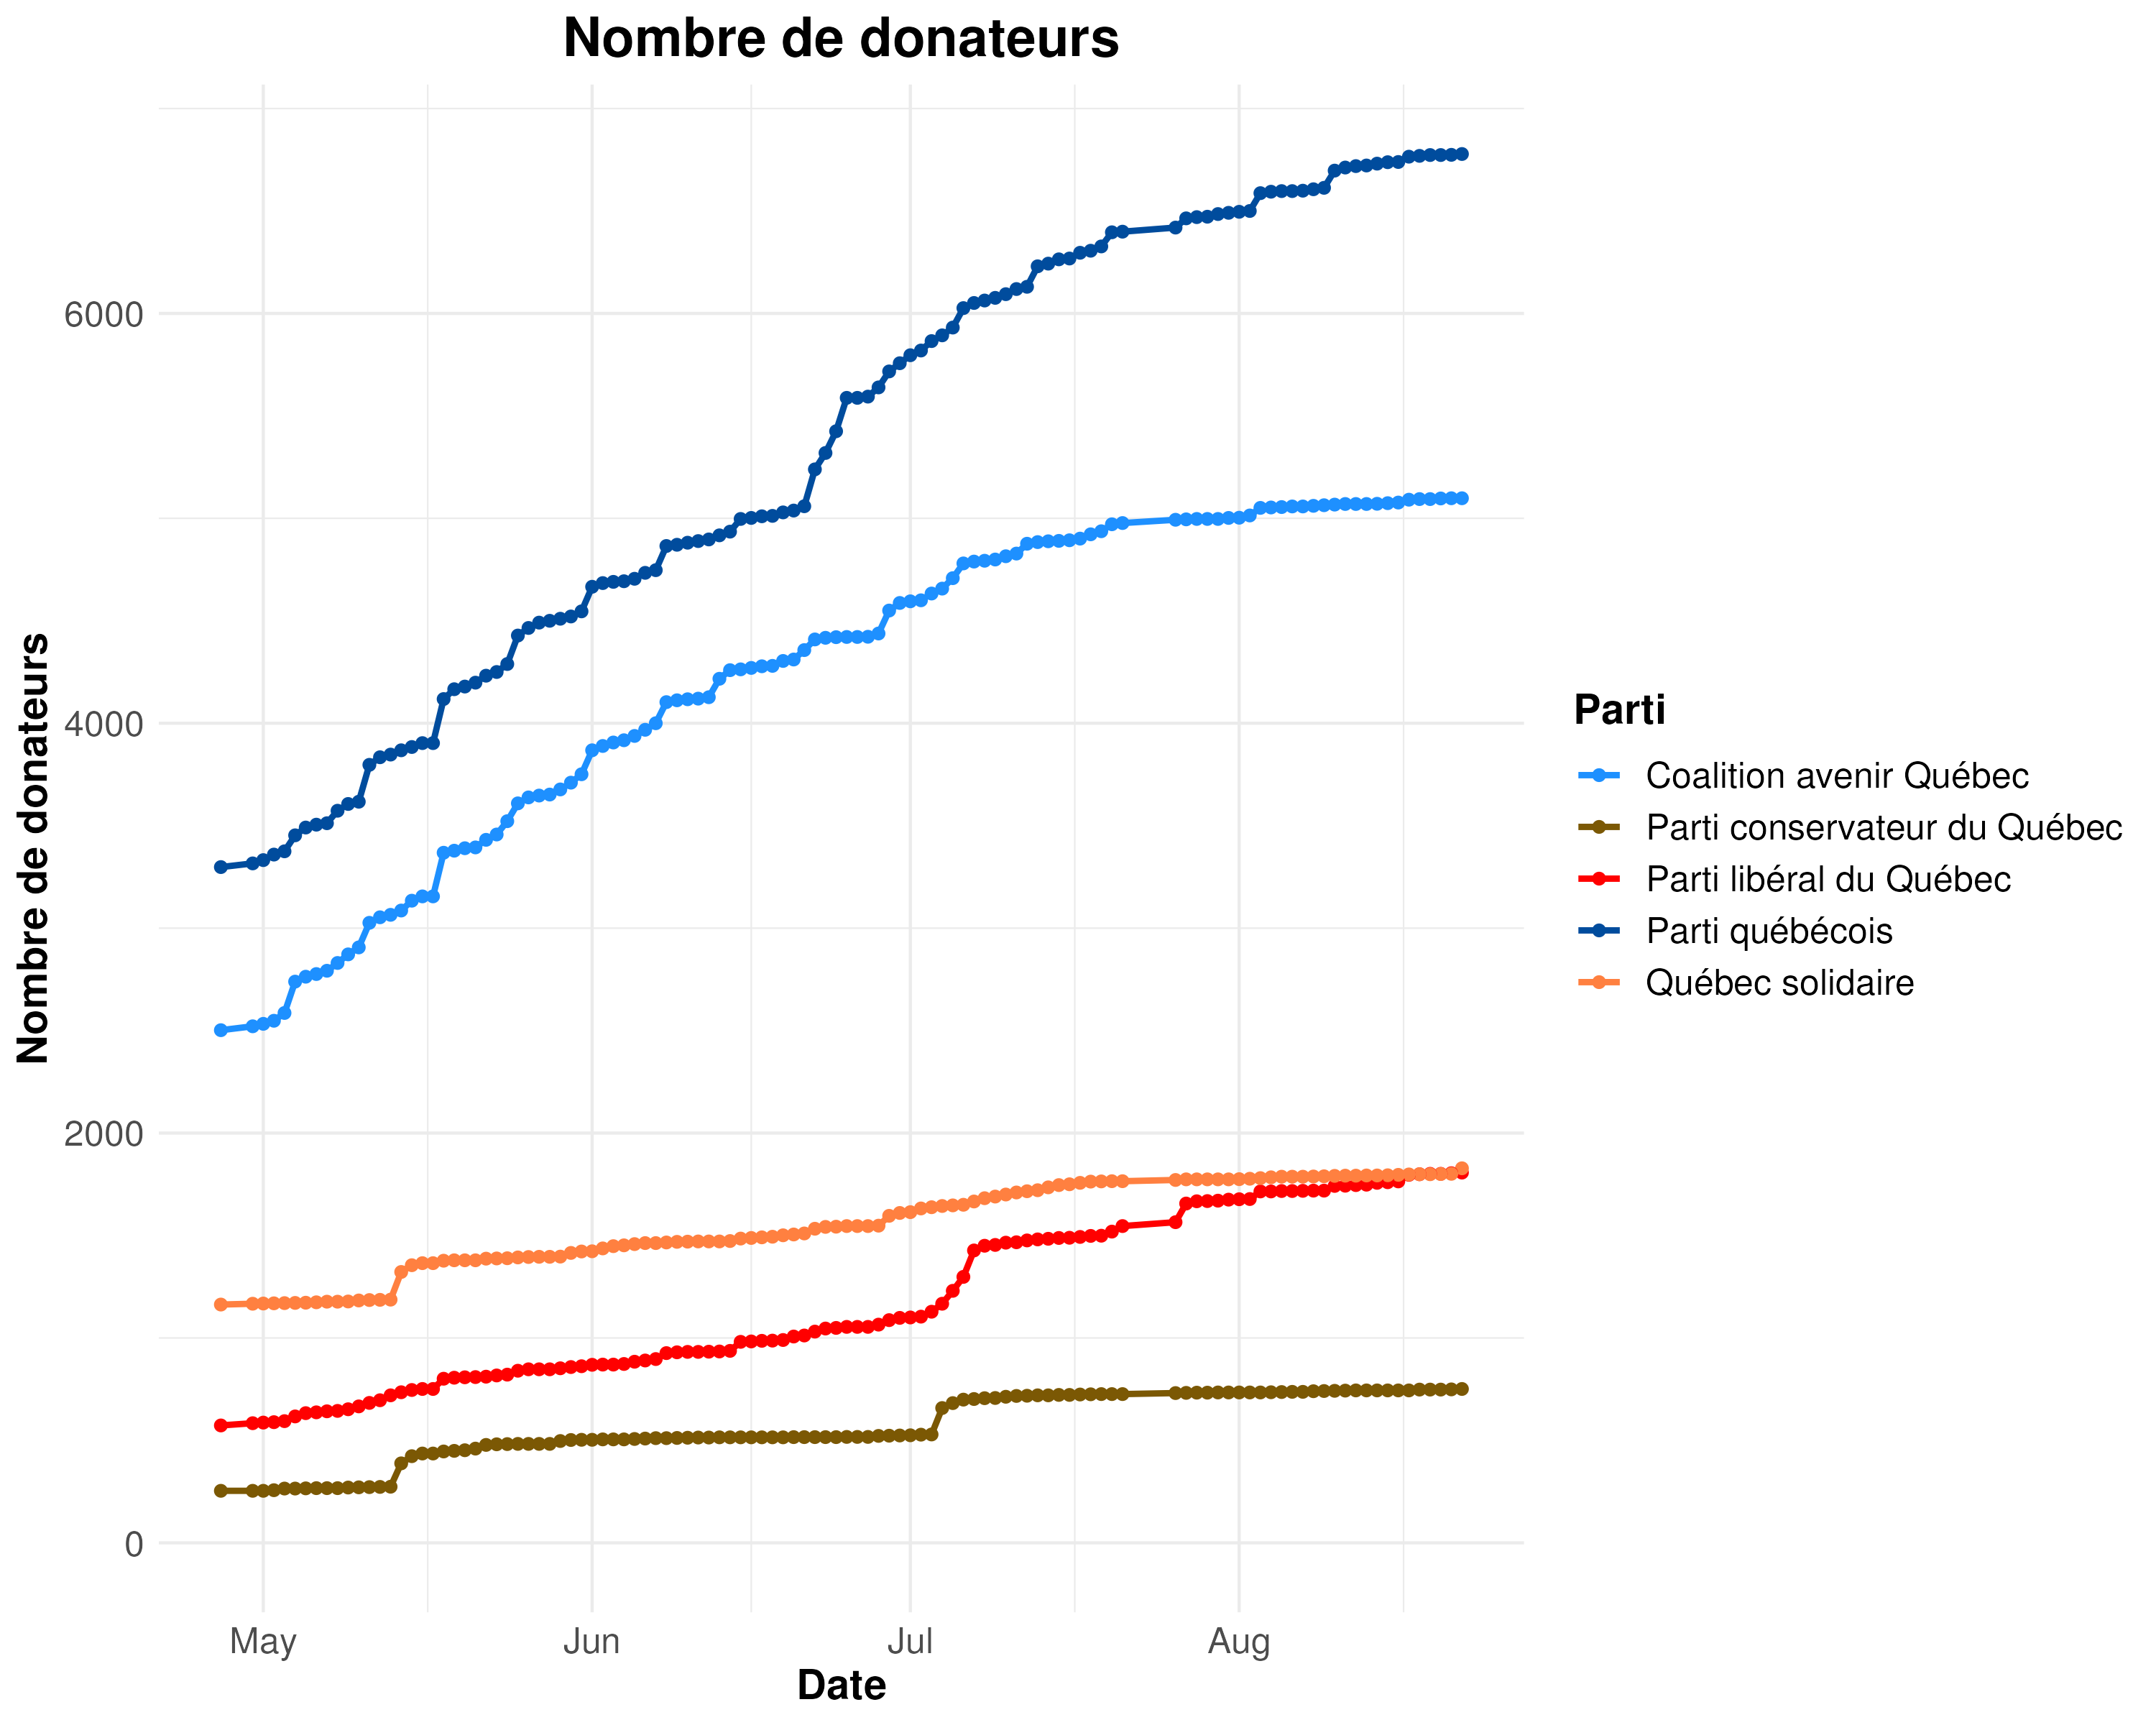 Nombre de donateurs
Nombre de donateurs
6000
4000
2000
0
May
Jun
Jul
Aug
Date
Parti
Coalition avenir Québec
Parti conservateur du Québec
Parti libéral du Québec
Parti québécois
Québec solidaire